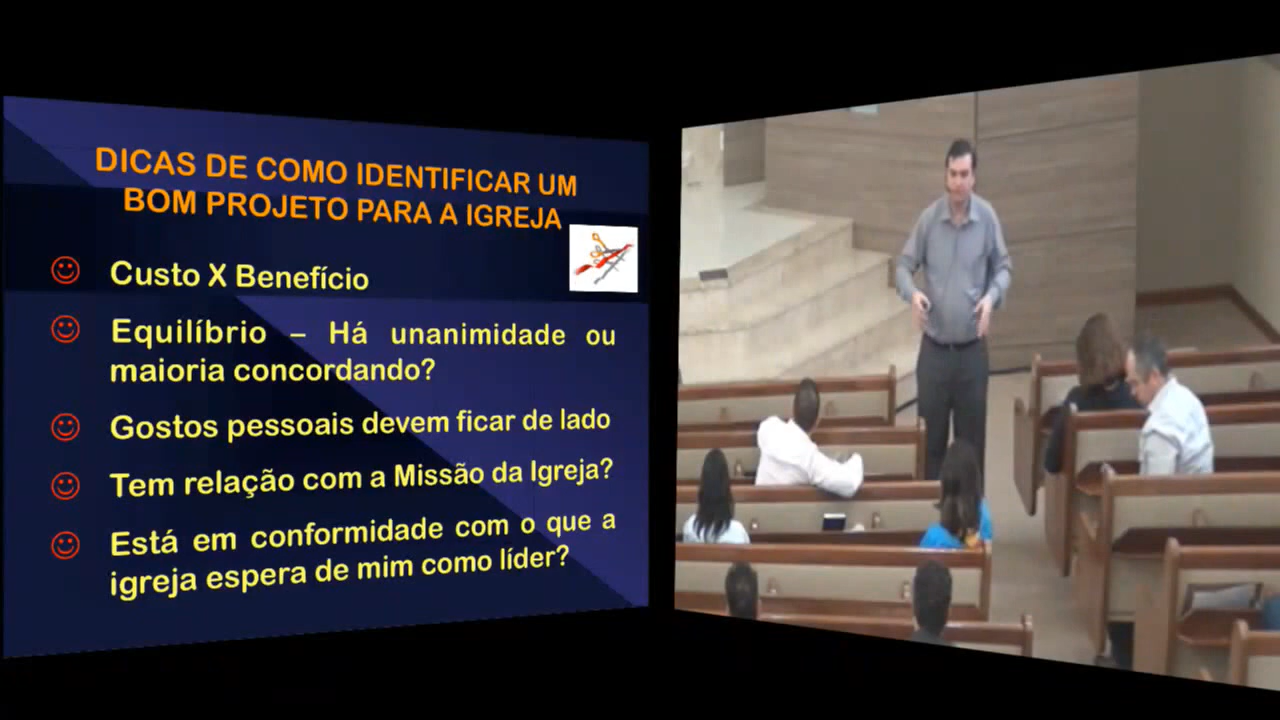 DICAS DE COMO IDENTIFICAR UM
BOM PROJETO PARA A IGREJA
Custo X Benefício
Equilíbrio – Há unanimidade ou
maioria concordando?
Gostos pessoais devem ficar de lado
Tem relação com a Missão da Igreja?
Está em conformidade com o que a
igreja espera de mim como líder?